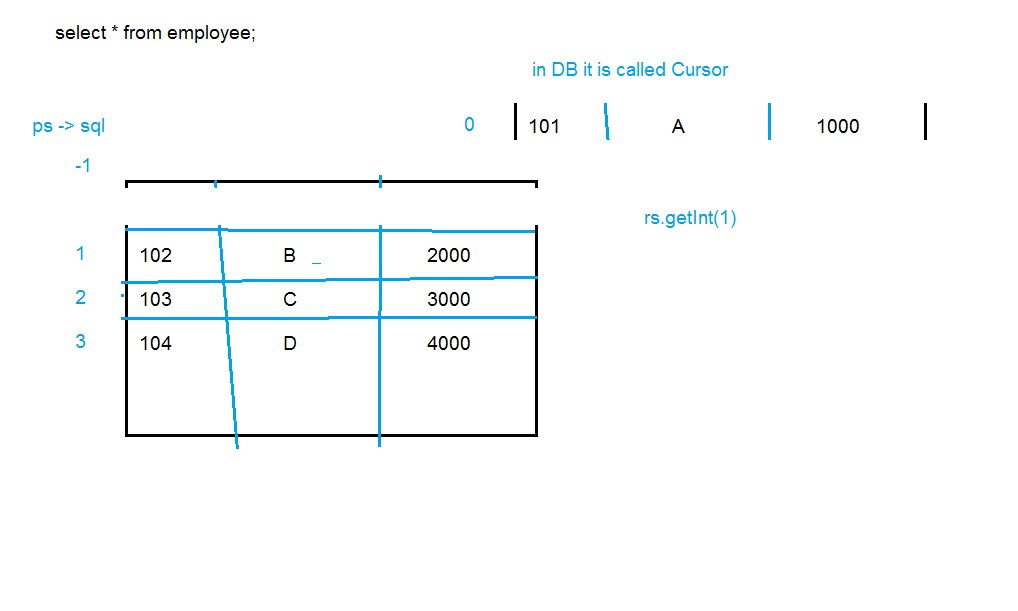 select * from employee;
in DB it is called Cursor
ps -> sql
0 101 A 1000
-1
rs.getInt(1)
1 102 B _ 2000
2 103 C 3000
3 104 D 4000